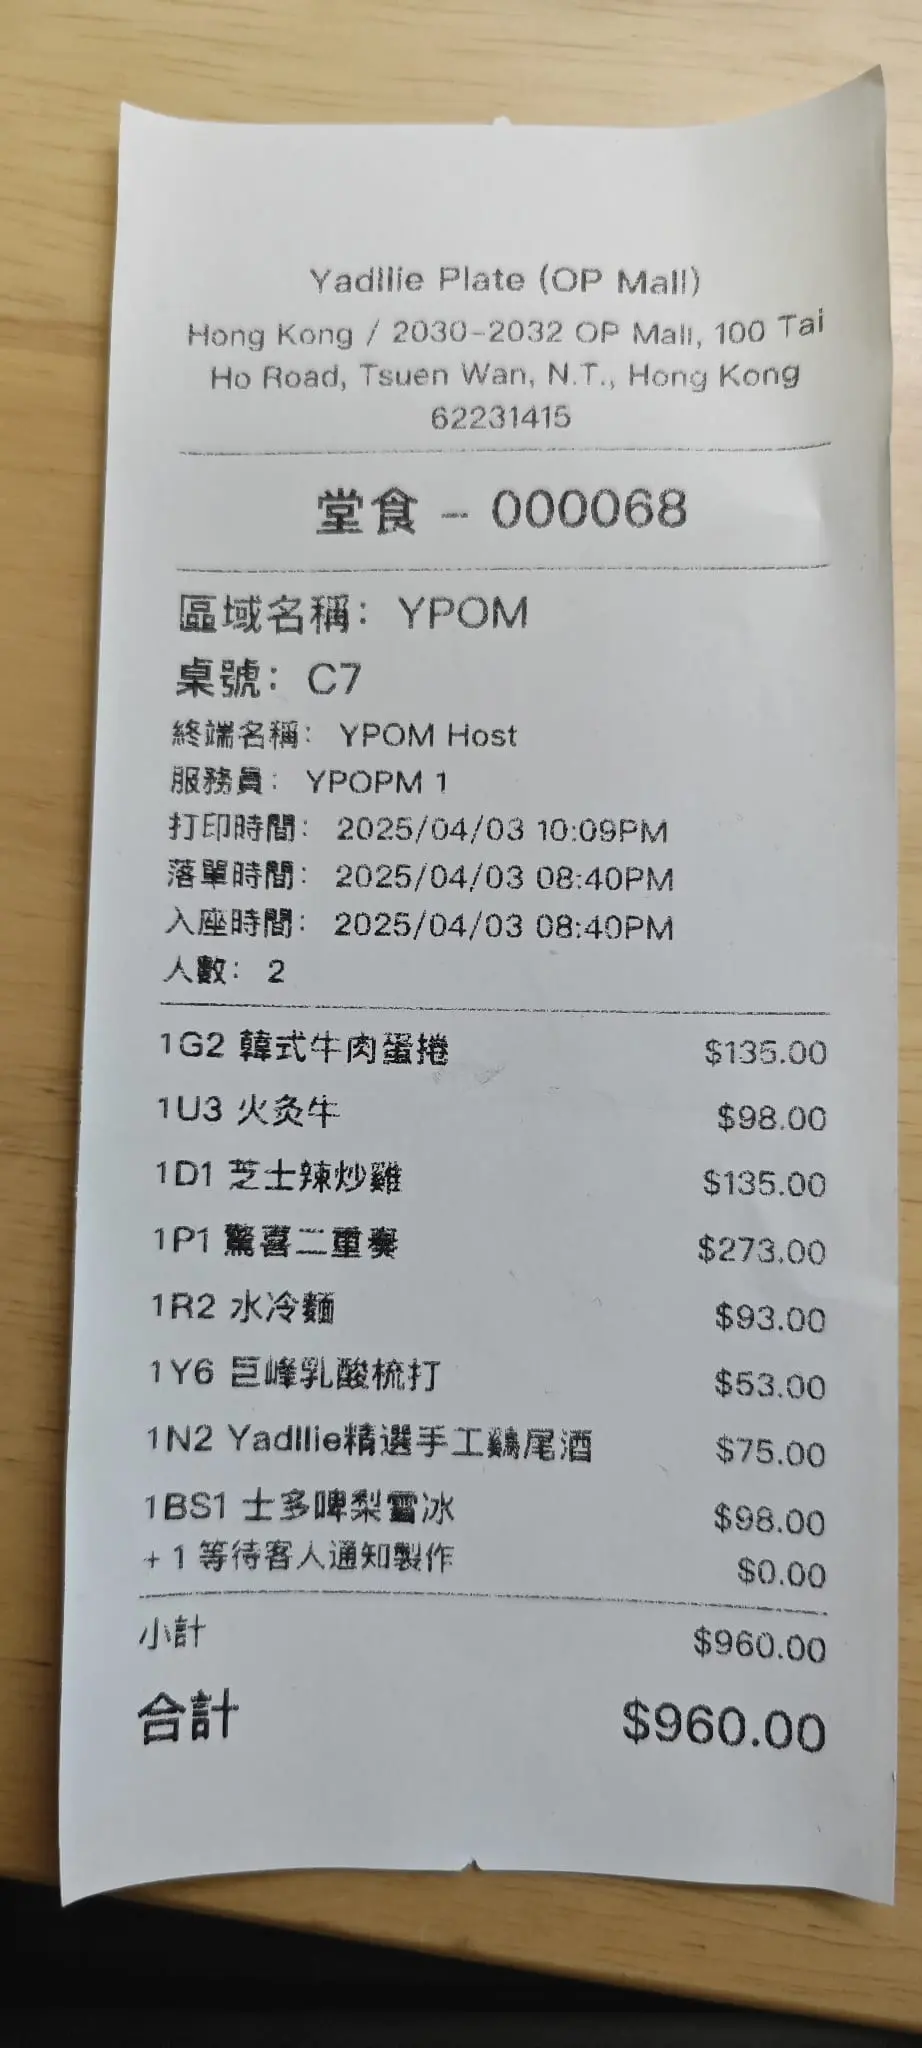 Yadllie Plate (OP Mall)
Hong Kong / 2030-2032 OP Mall, 100 Tai
Ho Road, Tsuen Wan, N.T., Hong Kong
62231415
堂食 – 000068
區域名稱： YPOM
桌號： C7
終端名稱： YPOM Host
服務員： YPOPM 1
打印時間： 2025/04/03 10:09PM
落單時間： 2025/04/03 08:40PM
入座時間： 2025/04/03 08:40PM
人數： 2
1G2 韓式牛肉蛋捲 $135.00
1U3 火灸牛 $98.00
1D1 芝士辣炒雞 $135.00
1P1 驚喜二重奏 $273.00
1R2 水冷麵 $93.00
1Y6 巨峰乳酸梳打 $53.00
1N2 Yadllie精選手工鷄尾酒 $75.00
1BS1 士多啤梨雪冰 $98.00
+ 1 等待客人通知製作 $0.00
小計 $960.00
合計 $960.00